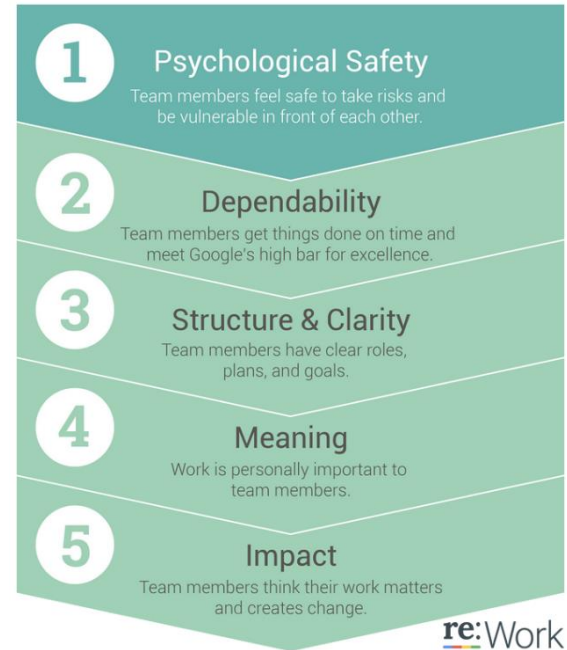 1
Psychological Safety
Team members feel safe to take risks and
be vulnerable in front of each other.
2
Dependability
Team members get things done on time and
meet Google's high bar for excellence.
3
Structure & Clarity
Team members have clear roles,
plans, and goals.
4
Meaning
Work is personally important to
team members.
5
Impact
Team members think their work matters
and creates change.
re:Work